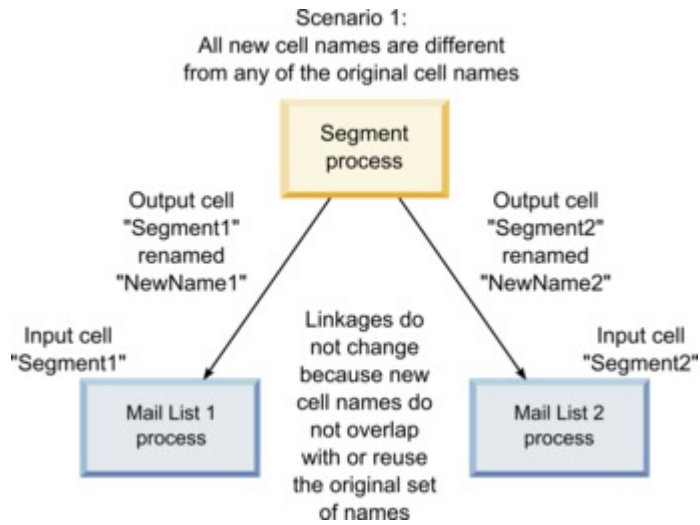 Scenario 1:
All new cell names are different
from any of the original cell names
Segment
process
Output cell
"Segment1"
renamed
"NewName1"
Output cell
"Segment2"
renamed
"NewName2"
Input cell
"Segment1"
Linkages do
not change
because new
cell names do
not overlap
with or reuse
the original set
of names
Input cell
"Segment2"
Mail List 1
process
Mail List 2
process